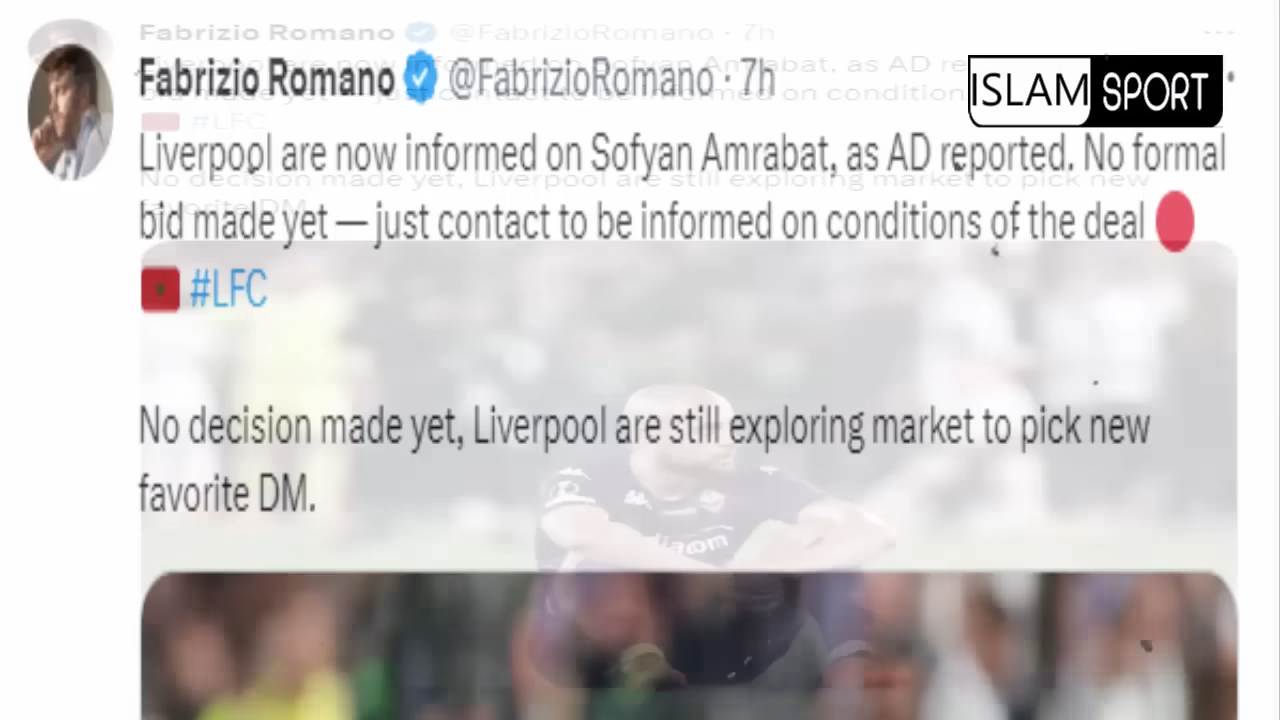 Fabrizio Romano @FabrizioRomano · 7h
ISLAM SPORT
Liverpool are now informed on Sofyan Amrabat, as AD reported. No formal
bid made yet — just contact to be informed on conditions of the deal
#LFC
No decision made yet, Liverpool are still exploring market to pick new
favorite DM.